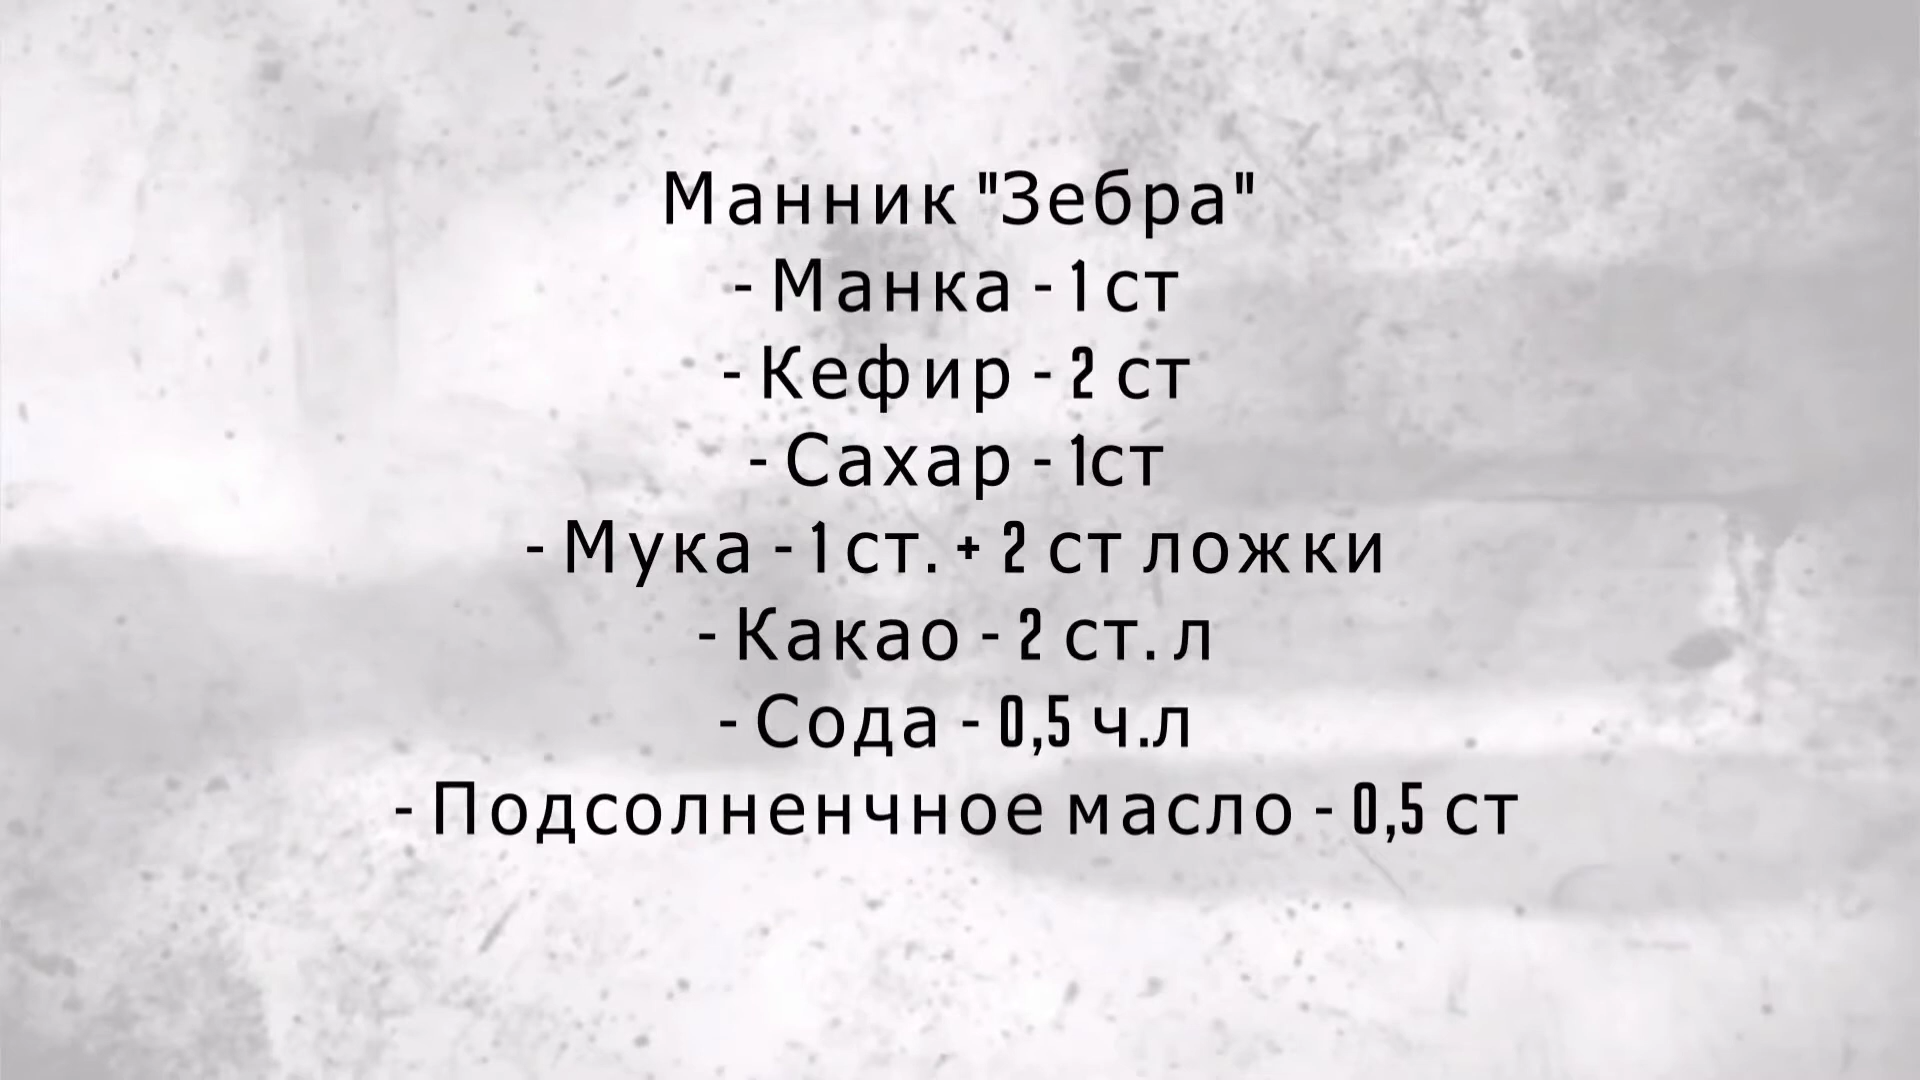 Манник "Зебра"
- Манка - 1 ст
- Кефир - 2 ст
- Сахар - 1ст
- Мука - 1 ст. + 2 ст ложки
- Какао - 2 ст. л
- Сода - 0,5 ч.л
- Подсолненчное масло - 0,5 ст